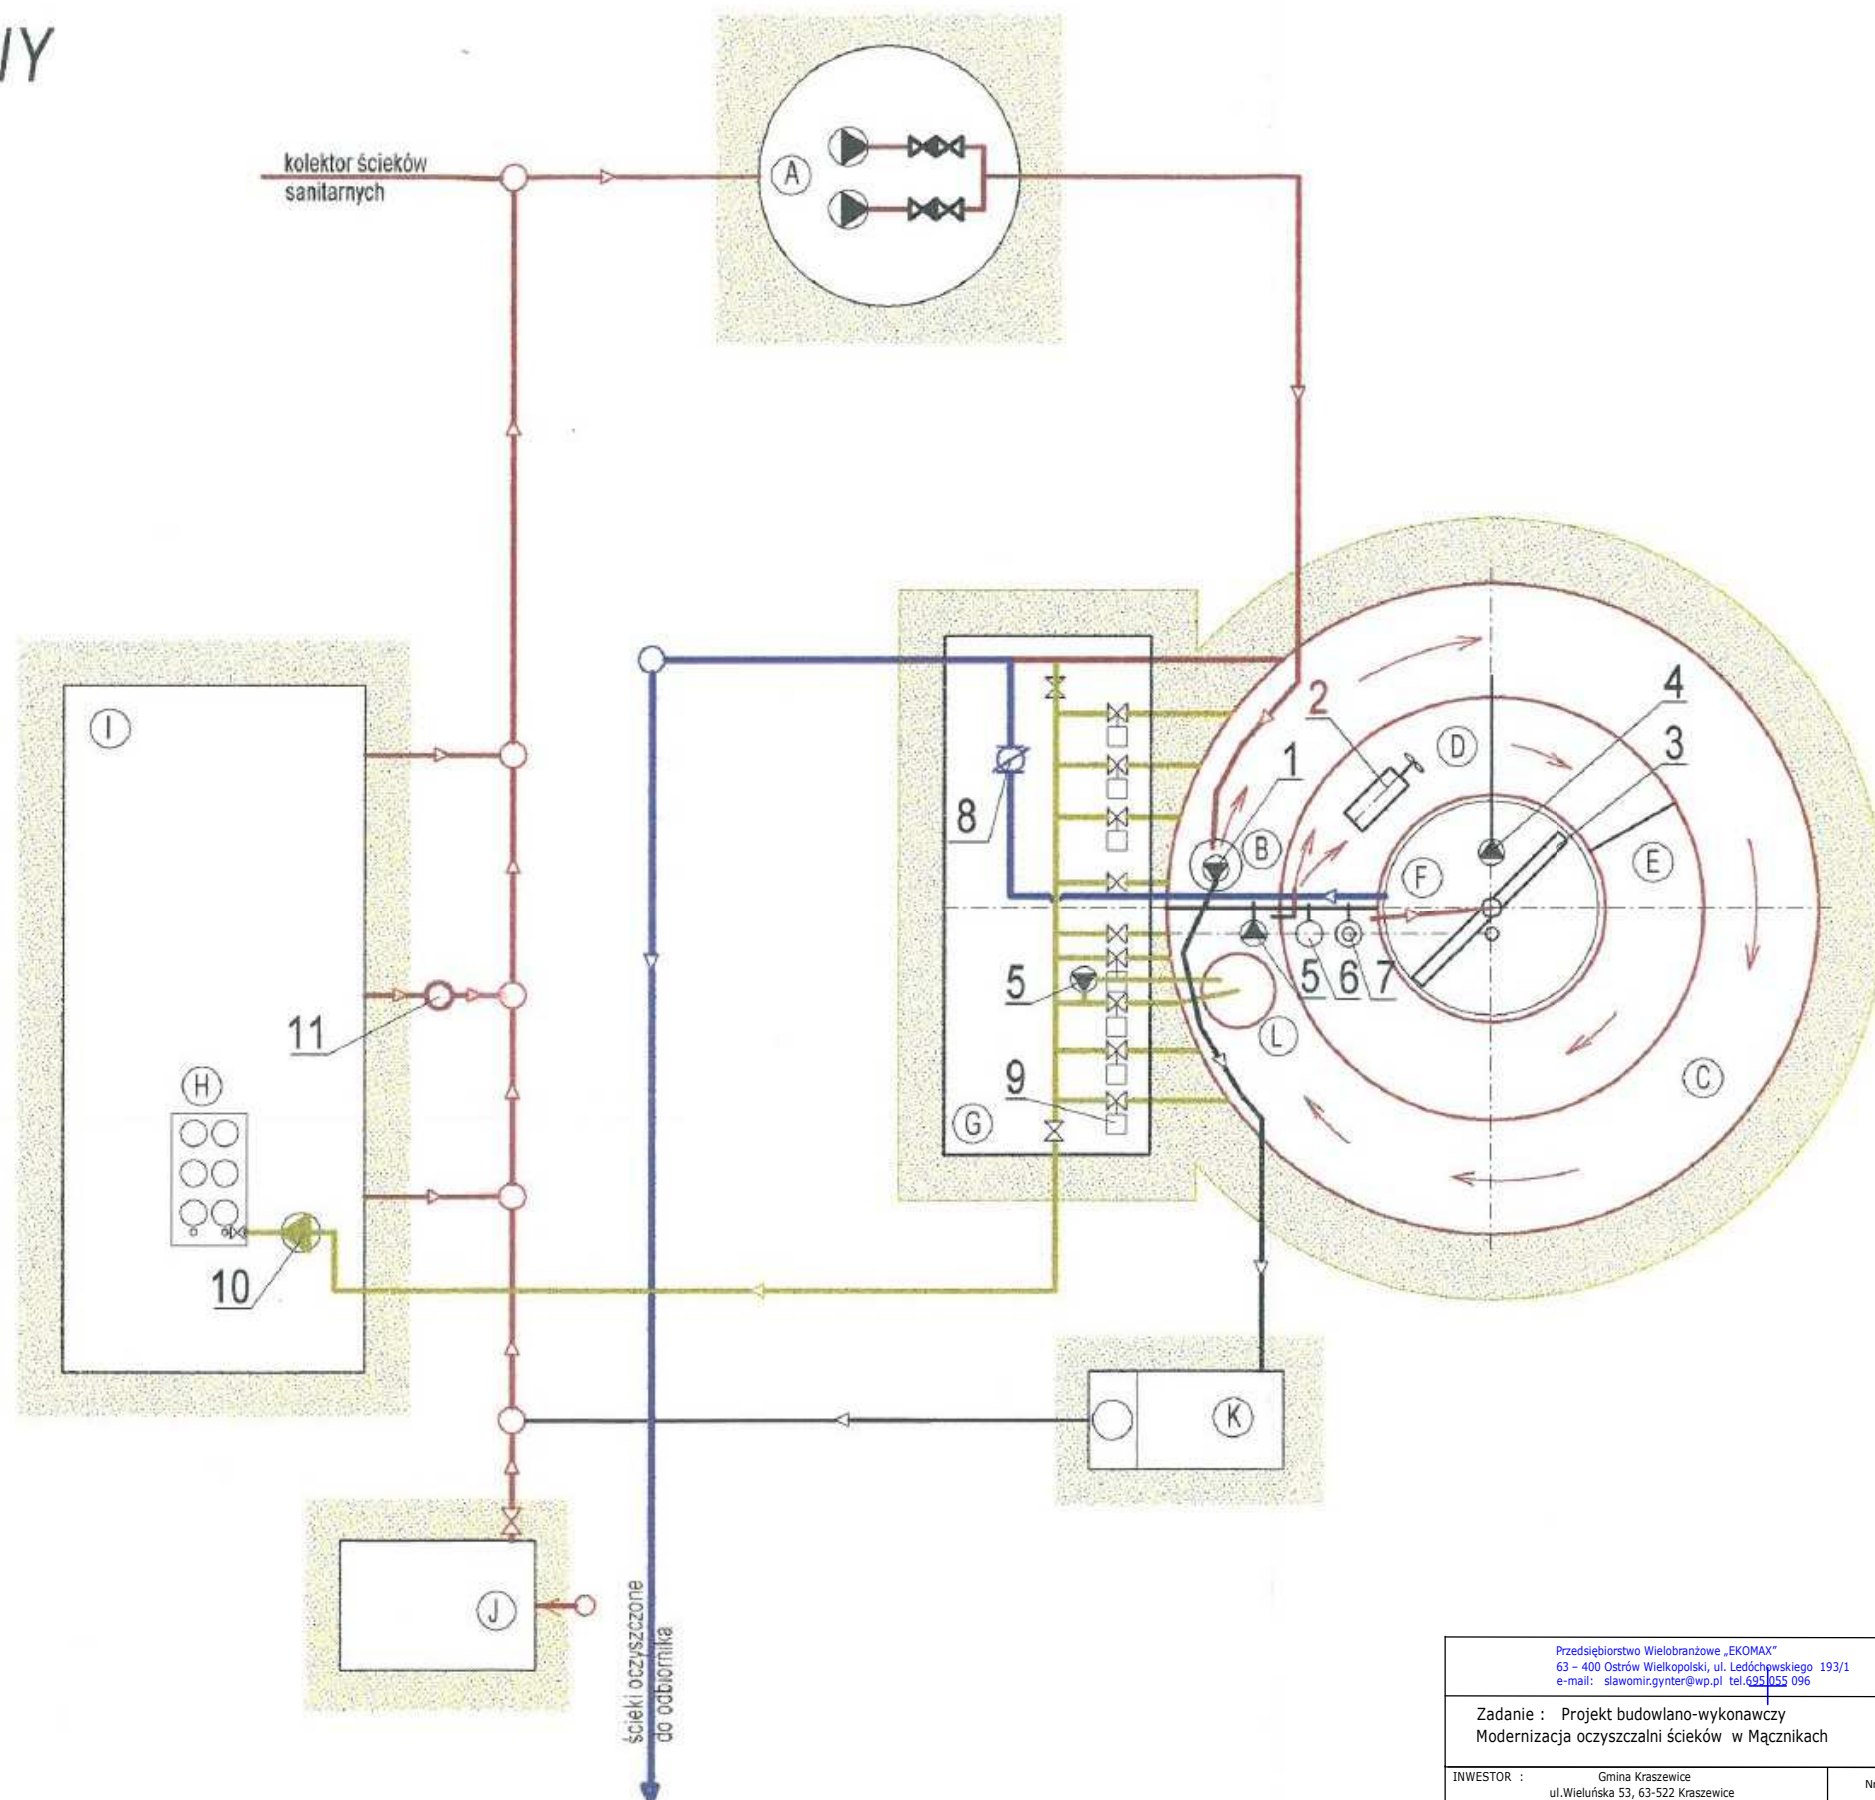 NY
kolektor ścieków
sanitarnych
A
I
2
4
3
D
1
8
B
E
F
5
5
6
7
11
L
H
9
C
G
10
K
J
ścieki oczyszczone
do odbiornika
Przedsiębiorstwo Wielobranżowe „EKOMAX”
63 – 400 Ostrów Wielkopolski, ul. Ledóchowskiego 193/1
e-mail: slawomir.gynter@wp.pl tel.695 055 096
Zadanie : Projekt budowlano-wykonawczy
Modernizacja oczyszczalni ścieków w Mącznikach
INWESTOR : Gmina Kraszewice
ul.Wieluńska 53, 63-522 Kraszewice
Nr